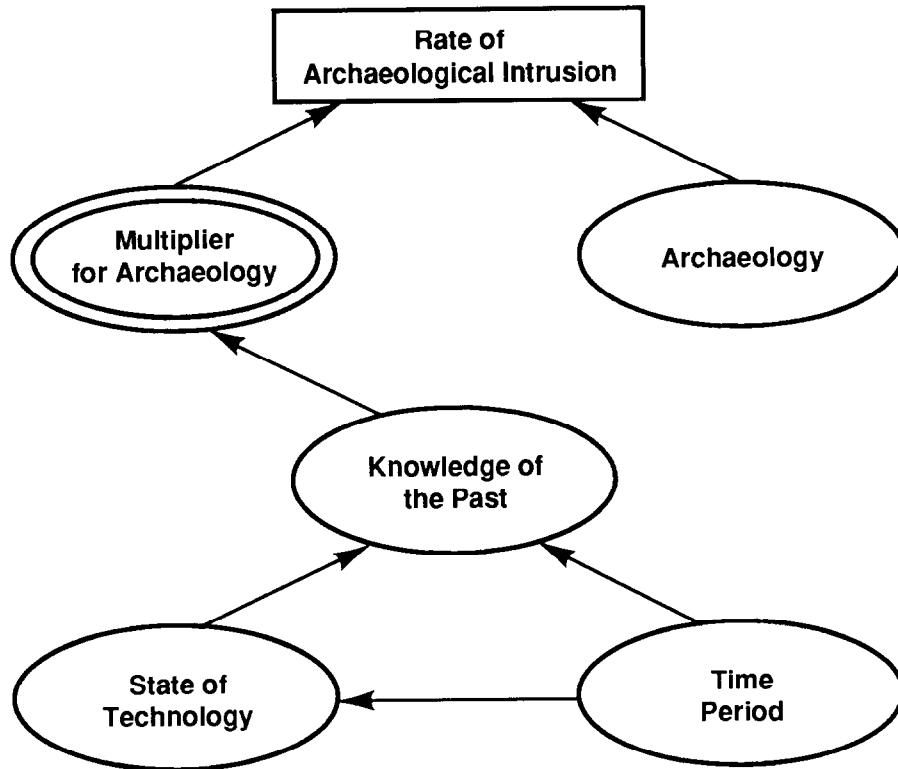 Rate of
Archaeological Intrusion
Multiplier
for Archaeology
Archaeology
Knowledge of
the Past
State of
Technology
Time
Period